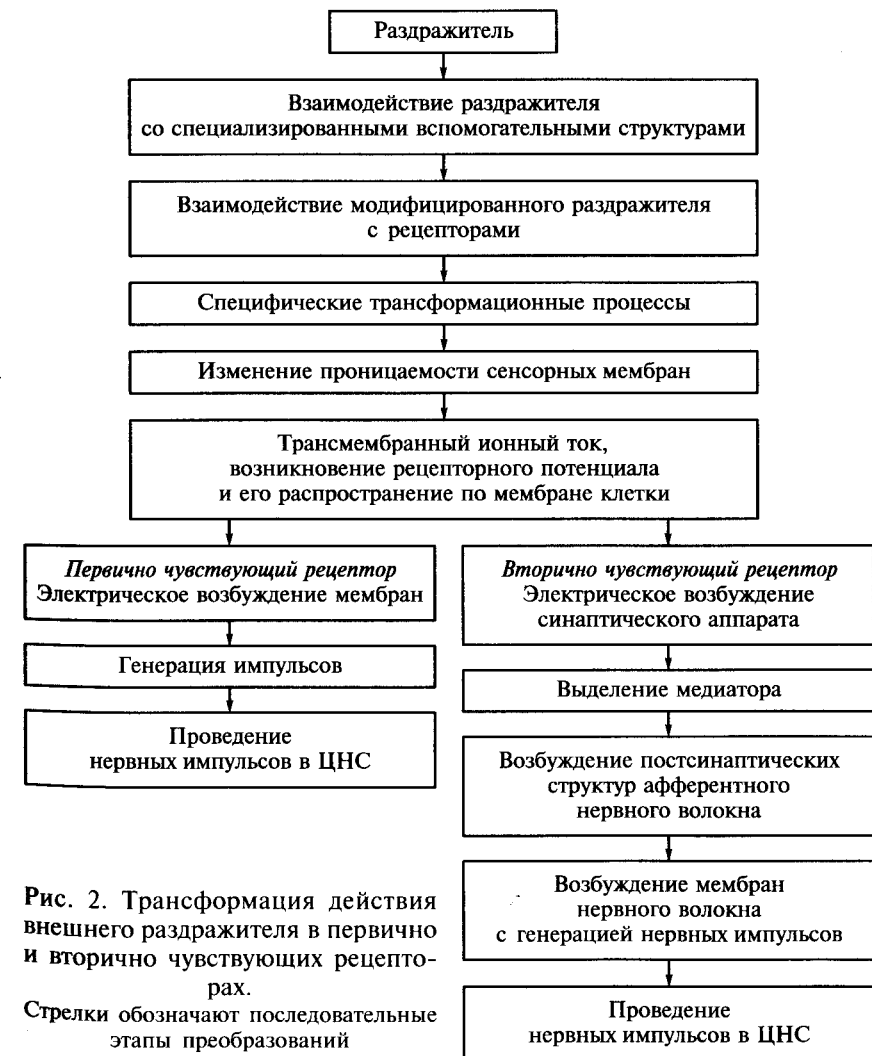 Раздражитель
Взаимодействие раздражителя
со специализированными вспомогательными структурами
Взаимодействие модифицированного раздражителя
с рецепторами
Специфические трансформационные процессы
Изменение проницаемости сенсорных мембран
Трансмембранный ионный ток,
возникновение рецепторного потенциала
и его распространение по мембране клетки
Первично чувствующий рецептор
Электрическое возбуждение мембран
Генерация импульсов
Проведение
нервных импульсов в ЦНС
Вторично чувствующий рецептор
Электрическое возбуждение
синаптического аппарата
Выделение медиатора
Возбуждение постсинаптических
структур афферентного
нервного волокна
Возбуждение мембран
нервного волокна
с генерацией нервных импульсов
Проведение
нервных импульсов в ЦНС
Рис. 2. Трансформация действия
внешнего раздражителя в первично
и вторично чувствующих рецепто-
рах.
Стрелки обозначают последовательные
этапы преобразований